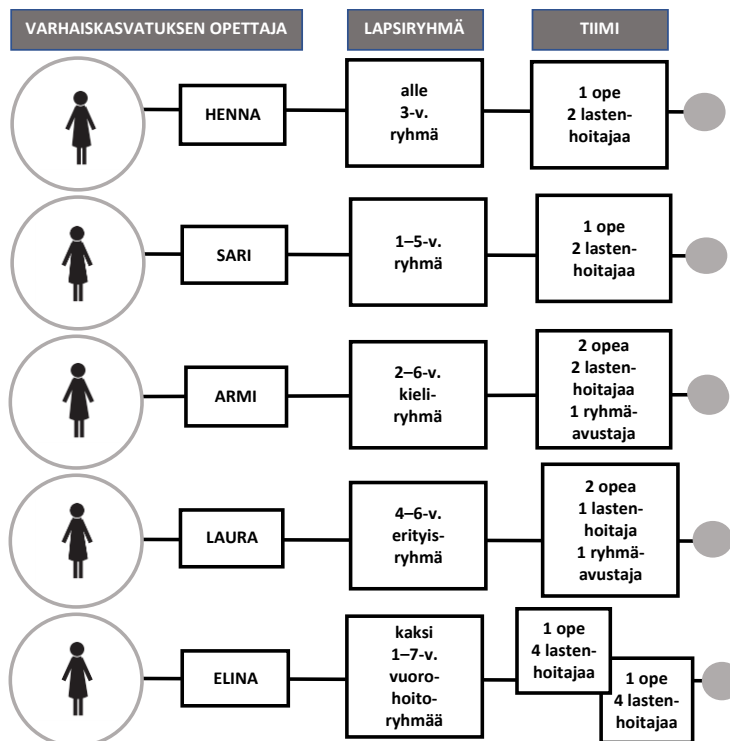 VARHAISKASVATUKSEN OPETTAJA
LAPSIRYHMÄ
TIIMI
HENNA
alle
3-v.
ryhmä
1 ope
2 lasten-
hoitajaa
SARI
1–5-v.
ryhmä
1 ope
2 lasten-
hoitajaa
ARMI
2–6-v.
kieli-
ryhmä
2 opea
2 lasten-
hoitajaa
1 ryhmä-
avustaja
LAURA
4–6-v.
erityis-
ryhmä
2 opea
1 lasten-
hoitaja
1 ryhmä-
avustaja
ELINA
kaksi
1–7-v.
vuoro-
hoito-
ryhmää
1 ope
4 lasten-
hoitajaa
1 ope
4 lasten-
hoitajaa